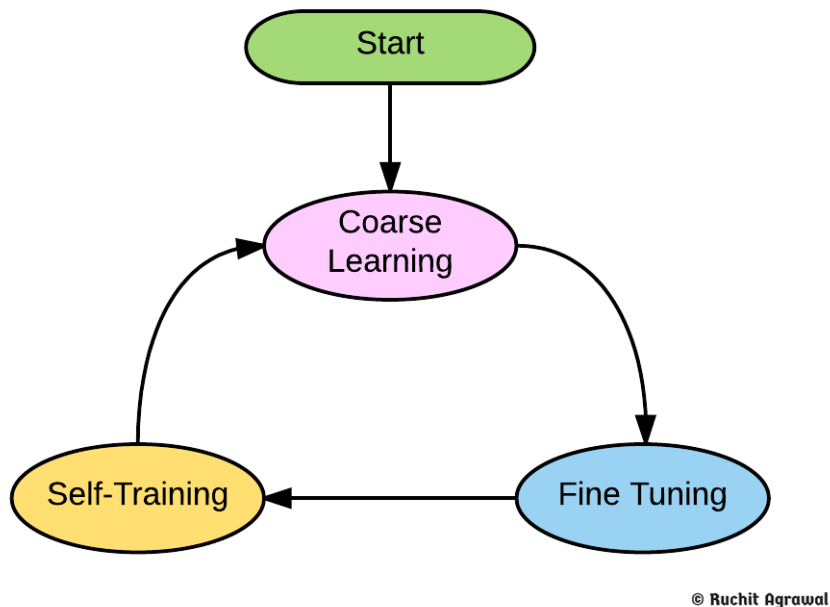 Start
Coarse
Learning
Self-Training
Fine Tuning
© Ruchit Agrawal